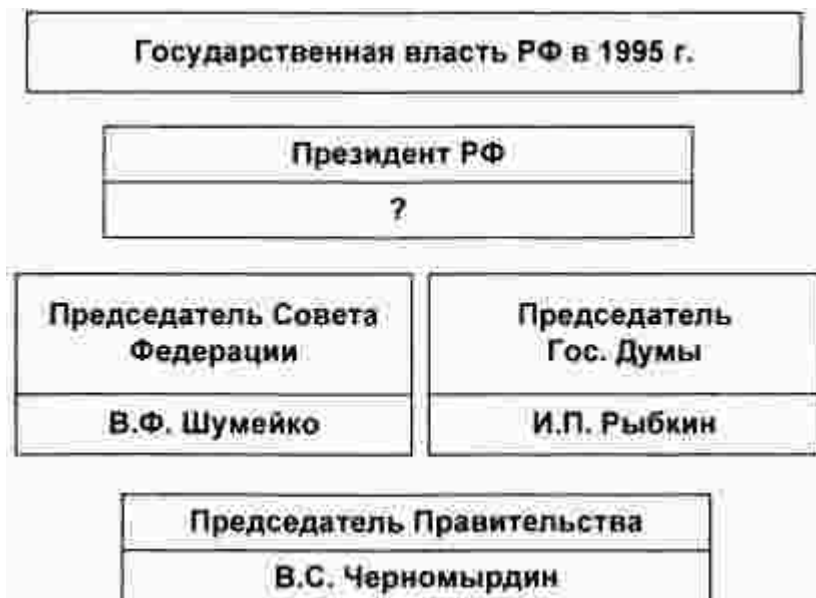 Государственная власть РФ в 1995 г.
Президент РФ
?
Председатель Совета
Федерации
В.Ф. Шумейко
Председатель
Гос. Думы
И.П. Рыбкин
Председатель Правительства
В.С. Черномырдин